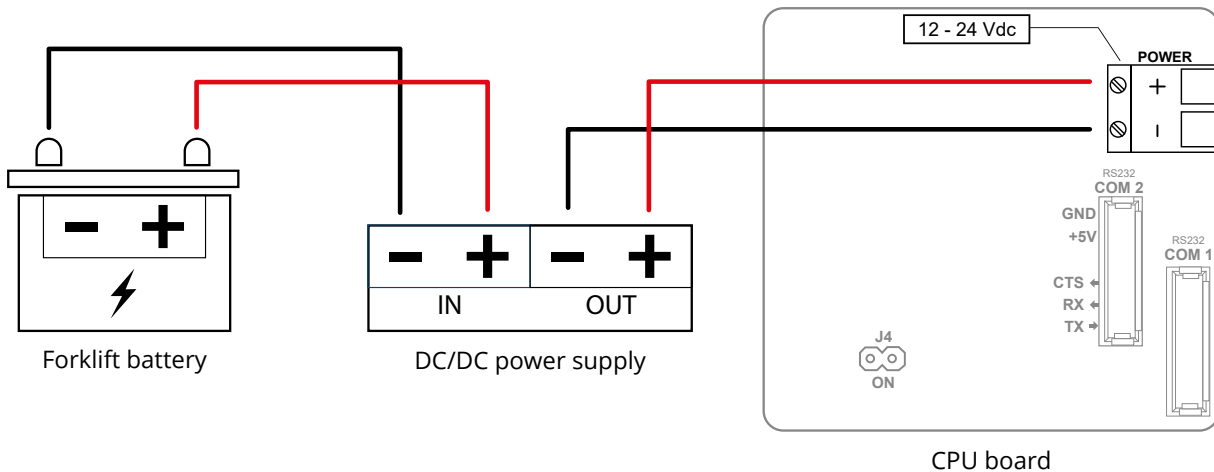 12 - 24 Vdc
POWER
+
-
RS232
COM 2
GND
+5V
RS232
COM 1
CTS
RX
TX
- +
- + - +
IN OUT
J4
ON
Forklift battery
DC/DC power supply
CPU board